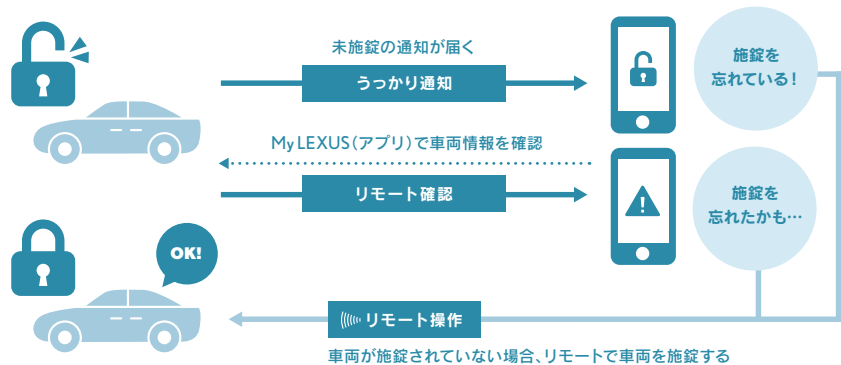 未施錠の通知が届く
うっかり通知
施錠を
忘れている!
My LEXUS(アプリ)で車両情報を確認
リモート確認
施錠を
忘れたかも…
OK!
リモート操作
車両が施錠されていない場合、リモートで車両を施錠する